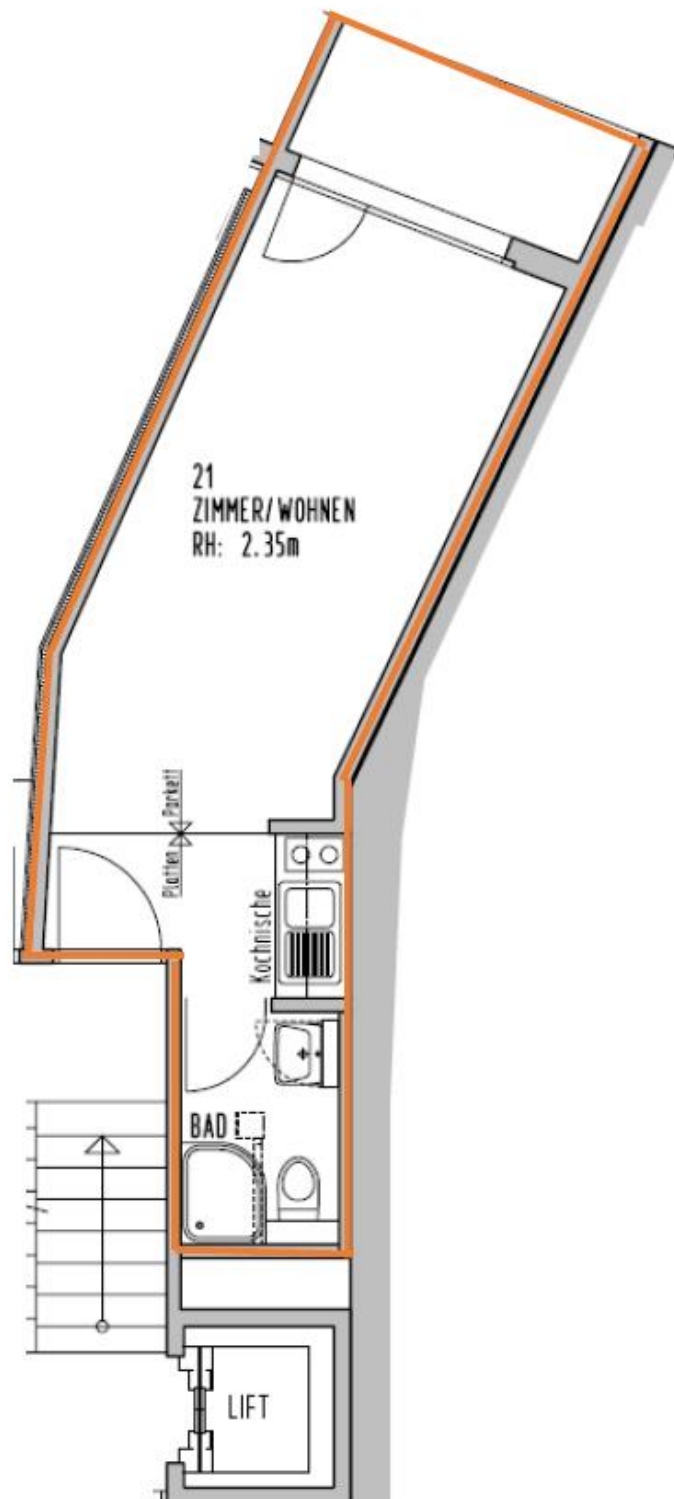 21
ZIMMER/WOHNEN
RH: 2.35m
Parkett
Platten
Kochnische
BAD
LIFT